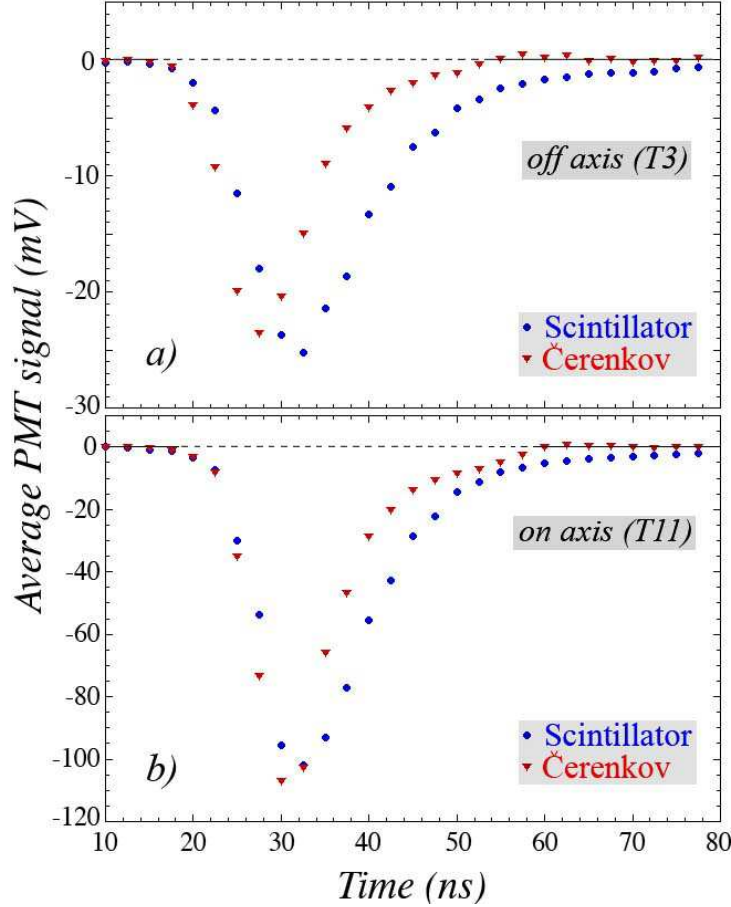 0
-10
-20
-30
off axis (T3)
a)
Scintillator
Čerenkov
Average PMT signal (mV)
0
-20
-40
-60
-80
-100
-120
on axis (T11)
b)
Scintillator
Čerenkov
10 20 30 40 50 60 70 80
Time (ns)